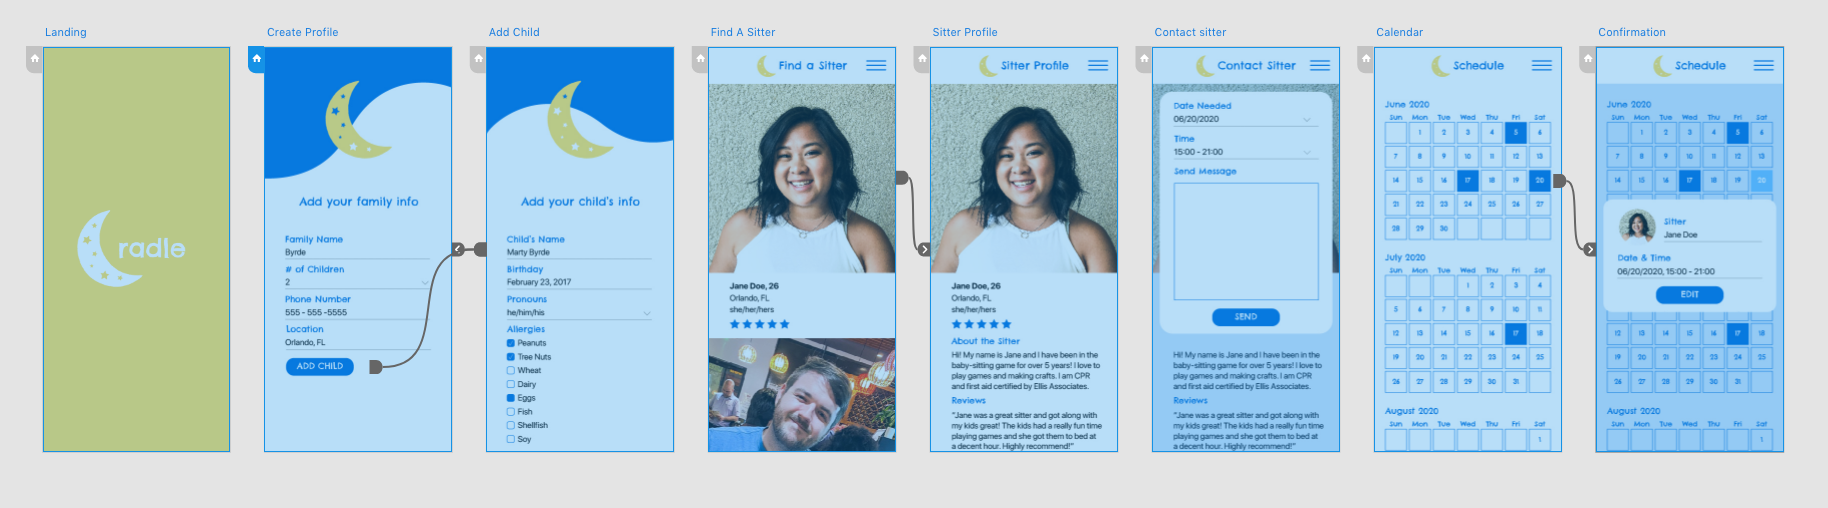 Landing
radle
Create Profile
Add your family info
Family Name
Byrde
# of Children
2
Phone Number
555 - 555 -5555
Location
Orlando, FL
ADD CHILD
Add Child
Add your child's info
Child's Name
Marty Byrde
Birthday
February 23, 2017
Pronouns
he/him/his
Allergies
Peanuts
Tree Nuts
Wheat
Dairy
Eggs
Fish
Shellfish
Soy
Find A Sitter
Find a Sitter
Jane Doe, 26
Orlando, FL
she/her/hers
Sitter Profile
Sitter Profile
Jane Doe, 26
Orlando, FL
she/her/hers
About the Sitter
Hi! My name is Jane and I have been in the
baby-sitting game for over 5 years! I love to
play games and making crafts. I am CPR
and first aid certified by Ellis Associates.
Reviews
"Jane was a great sitter and got along with
my kids great! The kids had a really fun time
playing games and she got them to bed at
a decent hour. Highly recommend!"
Contact sitter
Contact Sitter
Date Needed
06/20/2020
Time
15:00 - 21:00
Send Message
SEND
Hi! My name is Jane and I have been in the
baby-sitting game for over 5 years! I love to
play games and making crafts. I am CPR
and first aid certified by Ellis Associates.
Reviews
"Jane was a great sitter and got along with
my kids great! The kids had a really fun time
playing games and she got them to bed at
a decent hour. Highly recommend!"
Calendar
Schedule
June 2020
Sun Mon Tue Wed Thu Fri Sat
1 2 3 4 5 6
7 8 9 10 11 12 13
14 15 16 17 18 19 20
21 22 23 24 25 26 27
28 29 30
July 2020
Sun Mon Tue Wed Thu Fri Sat
1 2 3 4
5 6 7 8 9 10 11
12 13 14 15 16 17 18
19 20 21 22 23 24 25
26 27 28 29 30 31
August 2020
Sun Mon Tue Wed Thu Fri Sat
1
Confirmation
Schedule
June 2020
Sun Mon Tue Wed Thu Fri Sat
1 2 3 4 5 6
7 8 9 10 11 12 13
14 15 16 17 18 19 20
Sitter
Jane Doe
Date & Time
06/20/2020, 15:00 - 21:00
EDIT
12 13 14 15 16 17 18
19 20 21 22 23 24 25
26 27 28 29 30 31
August 2020
Sun Mon Tue Wed Thu Fri Sat
1